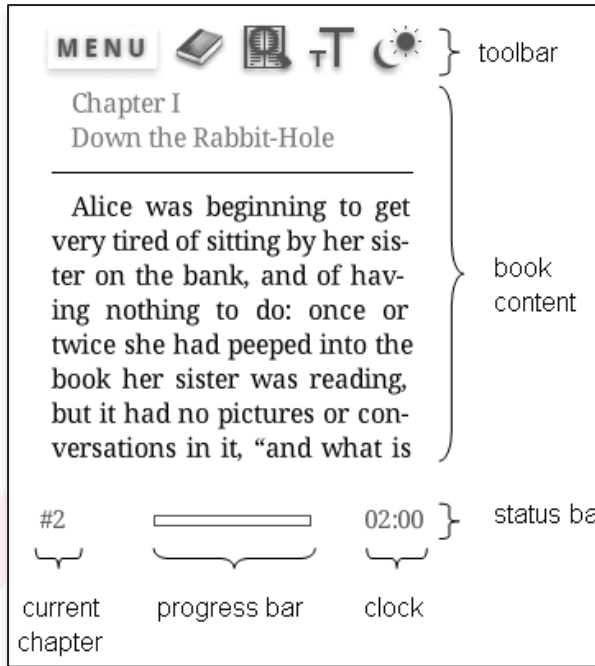 MENU TT toolbar
Chapter I
Down the Rabbit-Hole
Alice was beginning to get
very tired of sitting by her sis-
ter on the bank, and of hav-
ing nothing to do: once or
twice she had peeped into the
book her sister was reading,
but it had no pictures or con-
versations in it, “and what is
book
content
#2 02:00 status ba
current
chapter
progress bar
clock